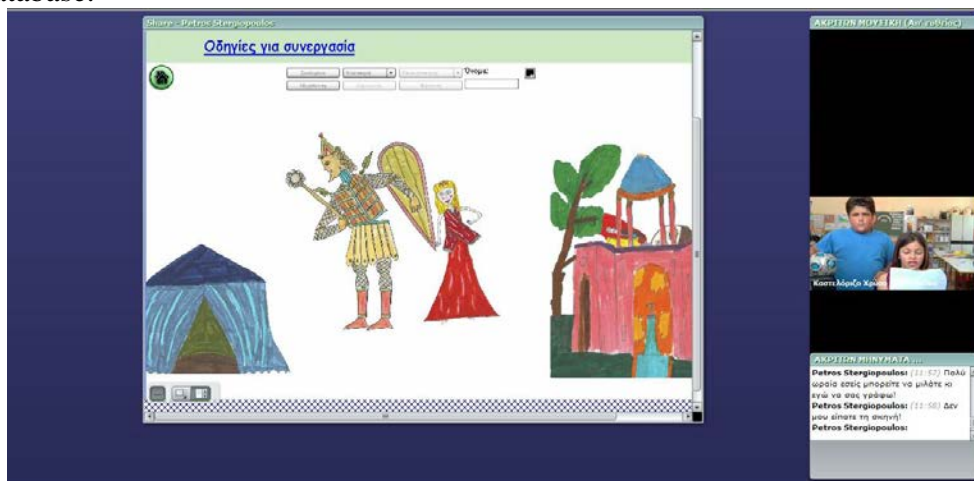 Share - Petros Stergiopoulos
Οδηγίες για συνεργασία
Όνομα:
ΑΚΡΙΤΩΝ ΜΟΥΣΙΚΗ (Απ' ευθείας)
Καστελόριζο Χρύσα
ΑΚΡΙΤΩΝ ΜΗΝΥΜΑΤΑ ...
Petros Stergiopoulos: (11:57) Πολύ
ωραία εσείς μπορείτε να μιλάτε κι
εγώ να σας γράφω!
Petros Stergiopoulos: (11:58) Δεν
μου είπατε τη σκηνή!
Petros Stergiopoulos: